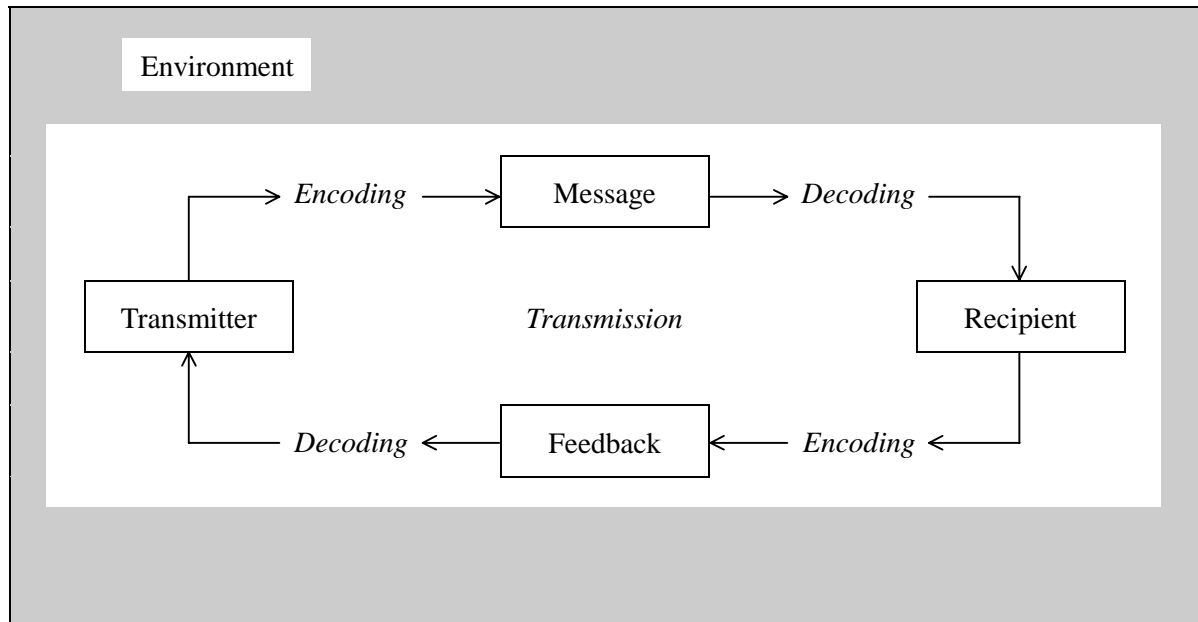 Environment
Encoding
Message
Decoding
Transmitter
Transmission
Recipient
Decoding
Feedback
Encoding